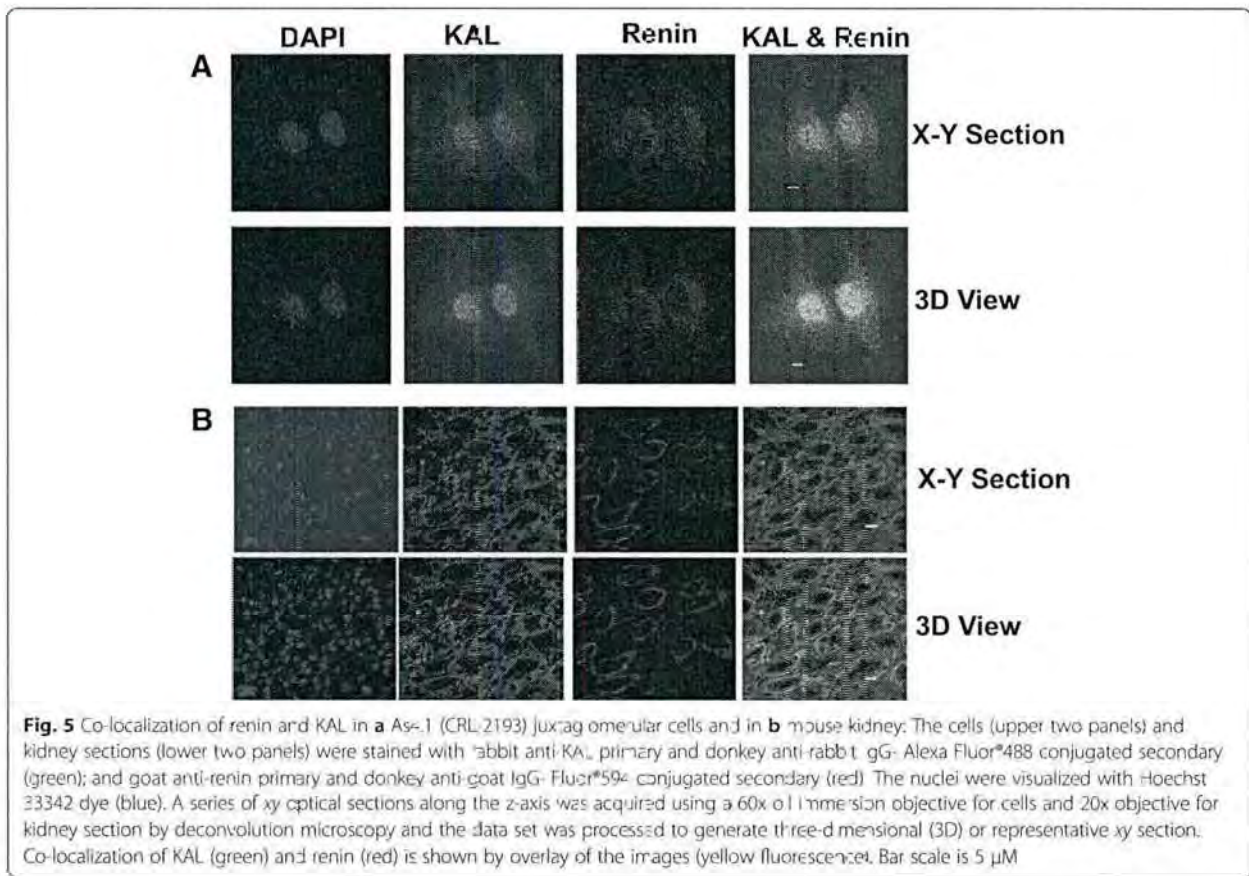 DAPI KAL Renin KAL & Renin
A
X-Y Section
3D View
B
X-Y Section
3D View
Fig. 5 Co-localization of renin and KAL in a As4.1 (CRL 2193) Juxtaglomerular cells and in b mouse kidney. The cells (upper two panels) and
kidney sections (lower two panels) were stained with rabbit anti-KAL primary and donkey anti-rabbit IgG- Alexa Fluor®488 conjugated secondary
(green); and goat anti-renin primary and donkey anti-goat IgG- Fluor®594 conjugated secondary (red). The nuclei were visualized with Hoechst
33342 dye (blue). A series of xy optical sections along the z-axis was acquired using a 60x oil immersion objective for cells and 20x objective for
kidney section by deconvolution microscopy and the data set was processed to generate three-dimensional (3D) or representative xy section.
Co-localization of KAL (green) and renin (red) is shown by overlay of the images (yellow fluorescence). Bar scale is 5 μM